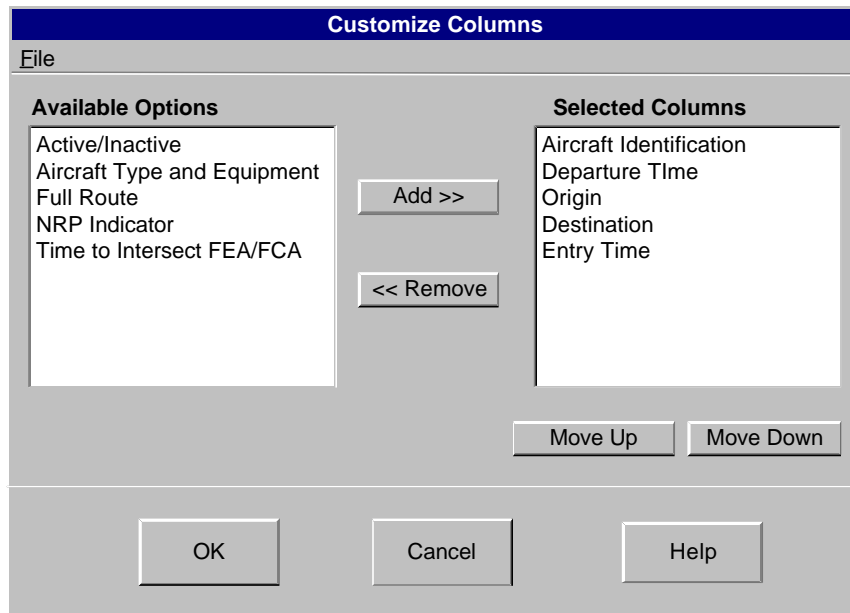 Customize Columns
File
Available Options
Active/Inactive
Aircraft Type and Equipment
Full Route
NRP Indicator
Time to Intersect FEA/FCA
Add >>
<< Remove
Selected Columns
Aircraft Identification
Departure TIme
Origin
Destination
Entry Time
Move Up
Move Down
OK
Cancel
Help